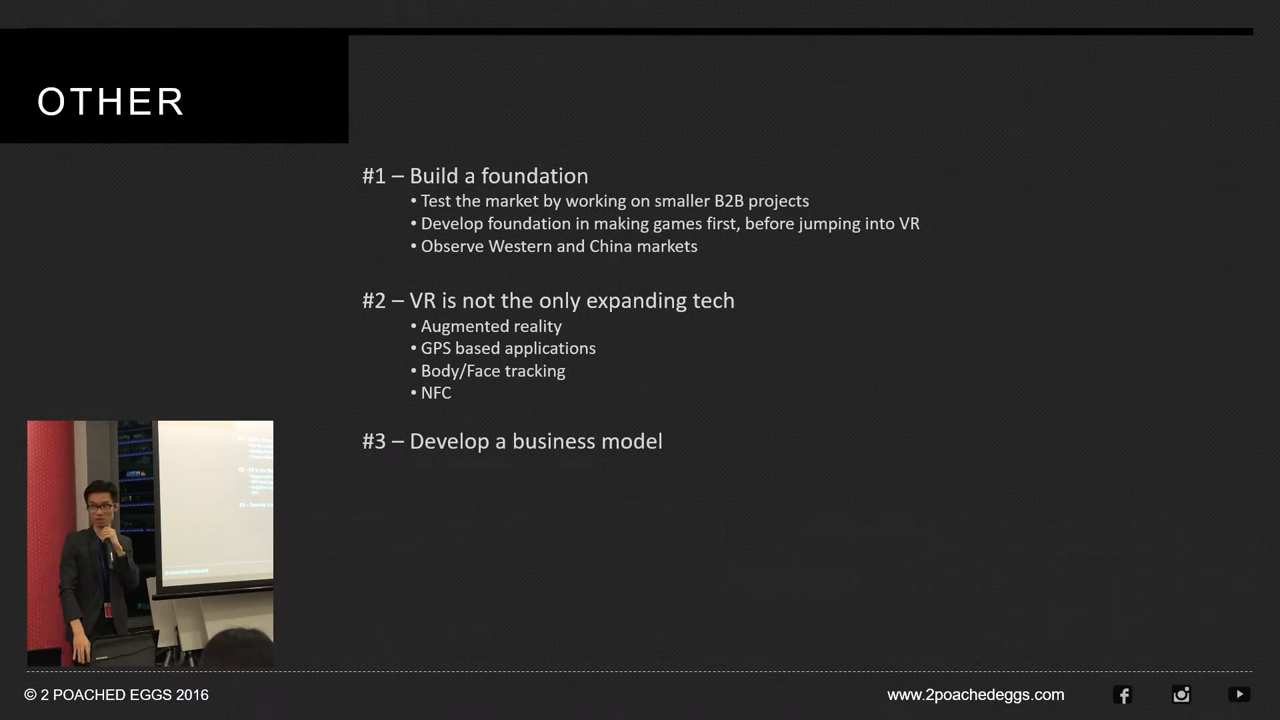 OTHER
#1 – Build a foundation
• Test the market by working on smaller B2B projects
• Develop foundation in making games first, before jumping into VR
• Observe Western and China markets
#2 – VR is not the only expanding tech
• Augmented reality
• GPS based applications
• Body/Face tracking
• NFC
#3 – Develop a business model
© 2 POACHED EGGS 2016
www.2poachedeggs.com